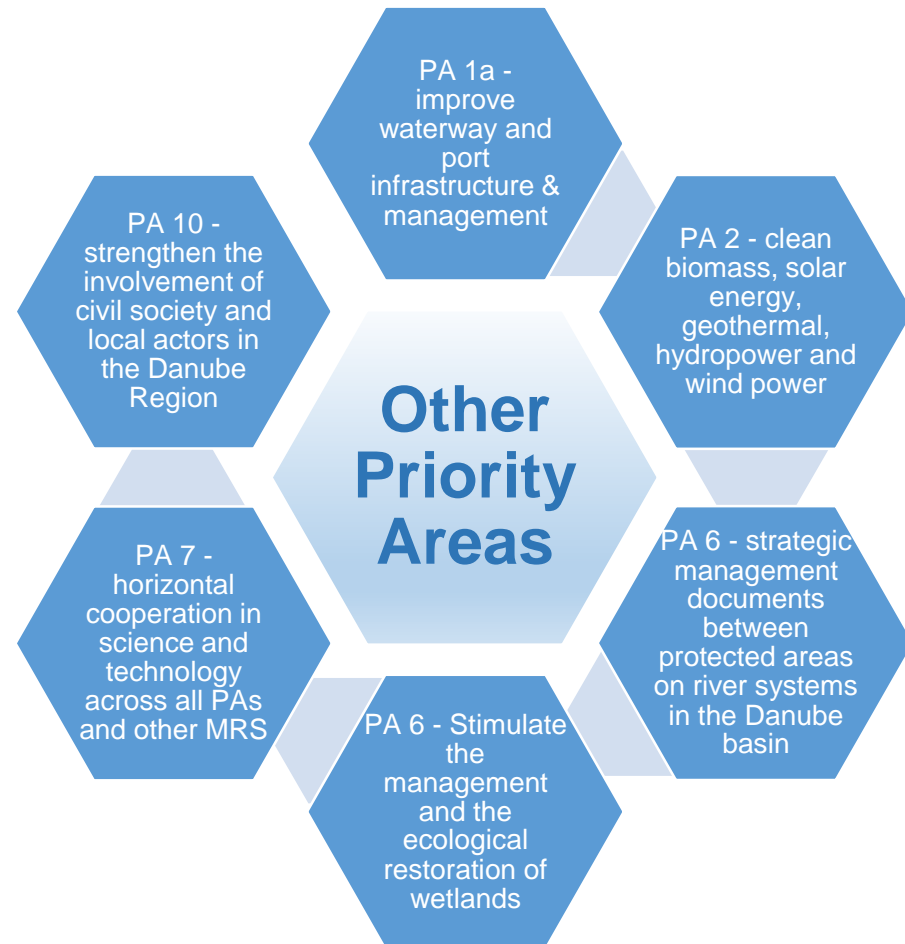 PA 1a -
improve
waterway and
port
infrastructure &
management
PA 2 - clean
biomass, solar
energy,
geothermal,
hydropower and
wind power
PA 6 - strategic
management
documents
between
protected areas
on river systems
in the Danube
basin
PA 6 - Stimulate
the
management
and the
ecological
restoration of
wetlands
PA 7 -
horizontal
cooperation in
science and
technology
across all PAs
and other MRS
PA 10 -
strengthen the
involvement of
civil society and
local actors in
the Danube
Region
Other
Priority
Areas